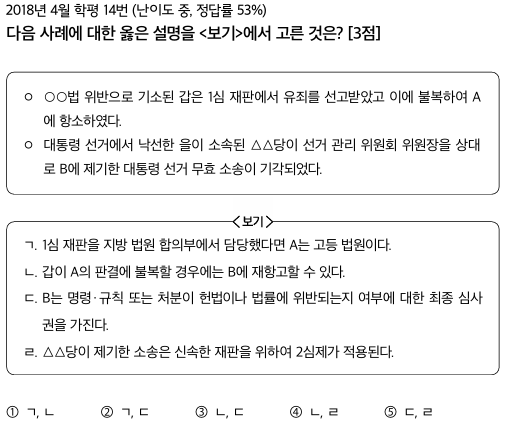 2018년 4월 학평 14번 (난이도 중, 정답률 53%)
다음 사례에 대한 옳은 설명을 <보기>에서 고른 것은? [3점]
○ ○○법 위반으로 기소된 갑은 1심 재판에서 유죄를 선고받았고 이에 불복하여 A
에 항소하였다.
○ 대통령 선거에서 낙선한 을이 소속된 △△당이 선거 관리 위원회 위원장을 상대
로 B에 제기한 대통령 선거 무효 소송이 기각되었다.
<보기>
ㄱ. 1심 재판을 지방 법원 합의부에서 담당했다면 A는 고등 법원이다.
ㄴ. 갑이 A의 판결에 불복할 경우에는 B에 재항고할 수 있다.
ㄷ. B는 명령·규칙 또는 처분이 헌법이나 법률에 위반되는지 여부에 대한 최종 심사
권을 가진다.
ㄹ. △△당이 제기한 소송은 신속한 재판을 위하여 2심제가 적용된다.
① ㄱ, ㄴ ② ㄱ, ㄷ ③ ㄴ, ㄷ ④ ㄴ, ㄹ ⑤ ㄷ, ㄹ